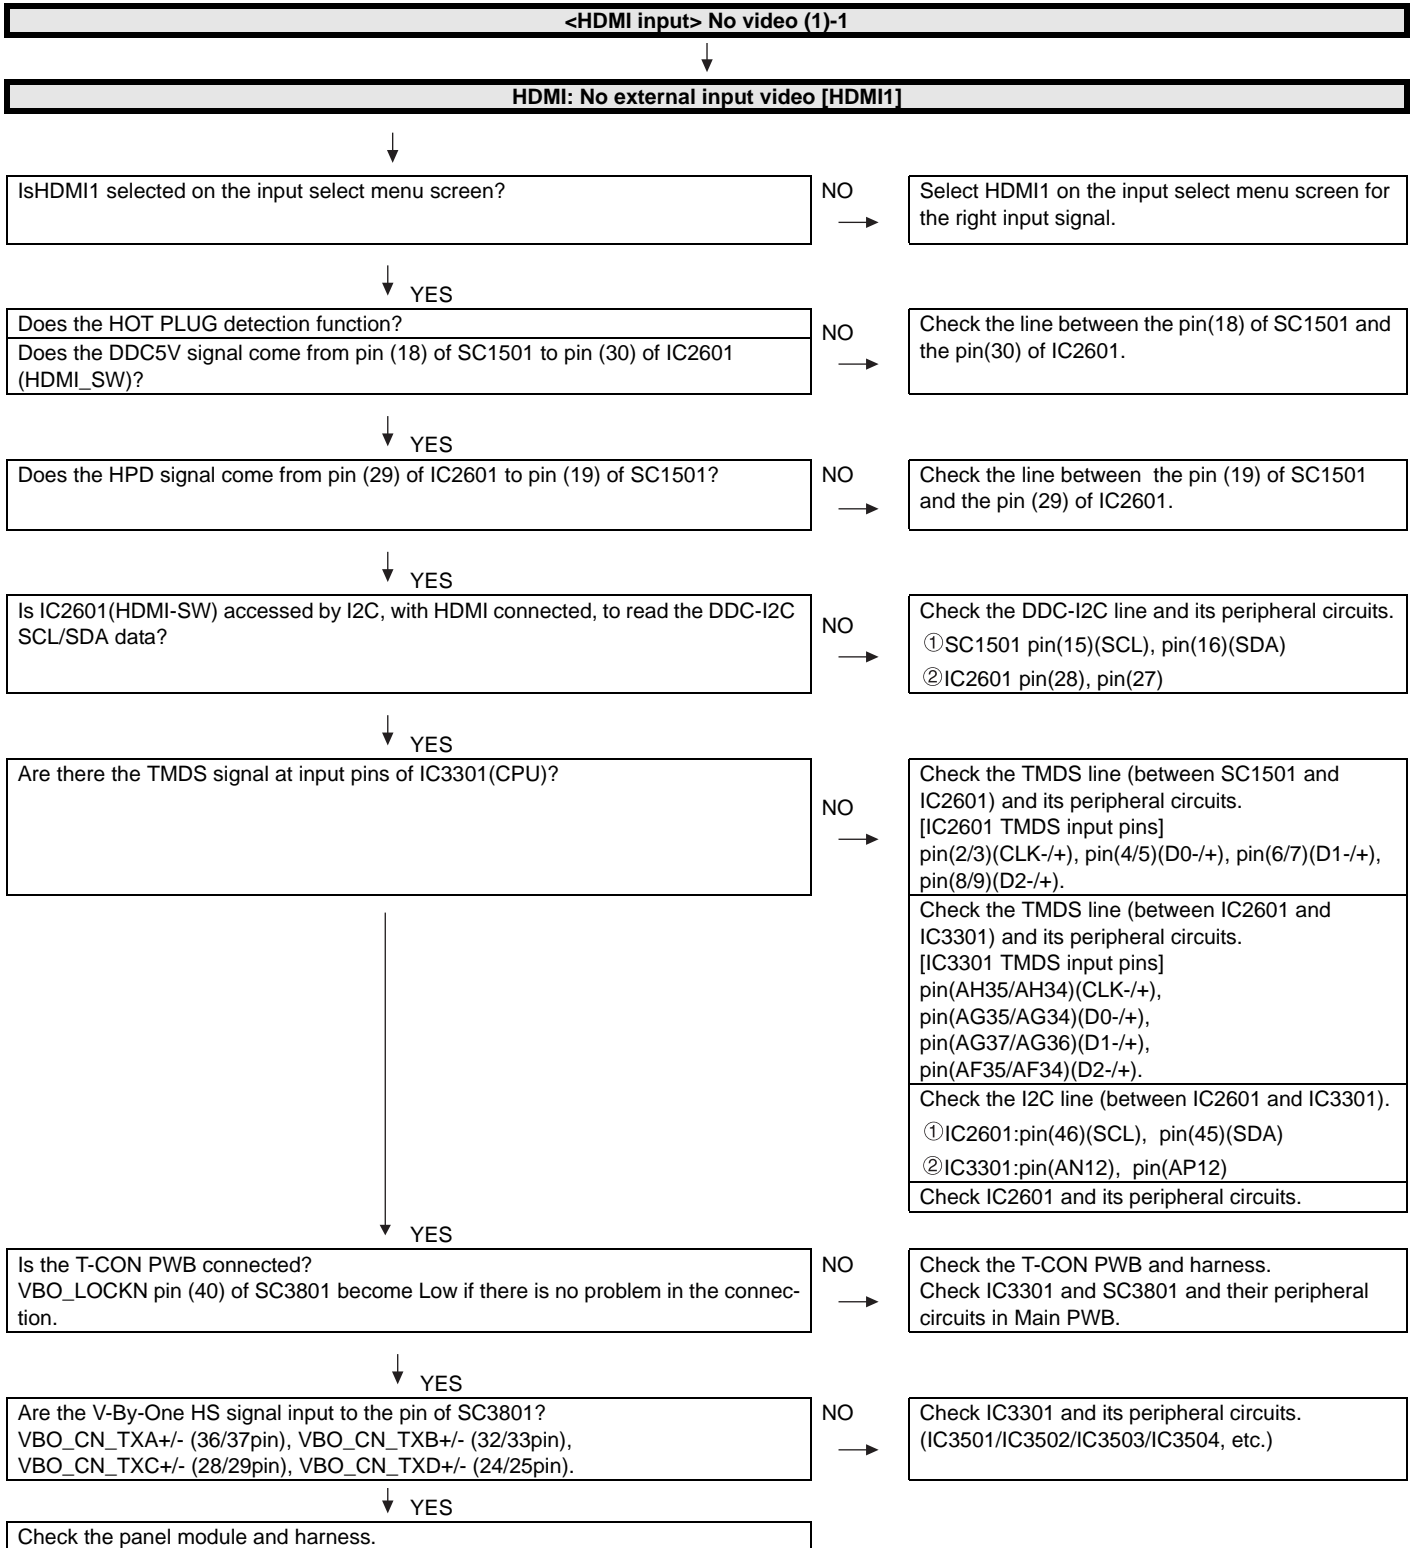 <HDMI input> No video (1)-1
HDMI: No external input video [HDMI1]
IsHDMI1 selected on the input select menu screen?
NO
Select HDMI1 on the input select menu screen for
the right input signal.
YES
Does the HOT PLUG detection function?
Does the DDC5V signal come from pin (18) of SC1501 to pin (30) of IC2601
(HDMI_SW)?
NO
Check the line between the pin(18) of SC1501 and
the pin(30) of IC2601.
YES
Does the HPD signal come from pin (29) of IC2601 to pin (19) of SC1501?
NO
Check the line between the pin (19) of SC1501
and the pin (29) of IC2601.
YES
Is IC2601(HDMI-SW) accessed by I2C, with HDMI connected, to read the DDC-I2C
SCL/SDA data?
NO
Check the DDC-I2C line and its peripheral circuits.
①SC1501 pin(15)(SCL), pin(16)(SDA)
②IC2601 pin(28), pin(27)
YES
Are there the TMDS signal at input pins of IC3301(CPU)?
NO
Check the TMDS line (between SC1501 and
IC2601) and its peripheral circuits.
[IC2601 TMDS input pins]
pin(2/3)(CLK-/+), pin(4/5)(D0-/+), pin(6/7)(D1-/+),
pin(8/9)(D2-/+).
Check the TMDS line (between IC2601 and
IC3301) and its peripheral circuits.
[IC3301 TMDS input pins]
pin(AH35/AH34)(CLK-/+),
pin(AG35/AG34)(D0-/+),
pin(AG37/AG36)(D1-/+),
pin(AF35/AF34)(D2-/+).
Check the I2C line (between IC2601 and IC3301).
①IC2601:pin(46)(SCL), pin(45)(SDA)
②IC3301:pin(AN12), pin(AP12)
Check IC2601 and its peripheral circuits.
YES
Is the T-CON PWB connected?
VBO_LOCKN pin (40) of SC3801 become Low if there is no problem in the connec-
tion.
NO
Check the T-CON PWB and harness.
Check IC3301 and SC3801 and their peripheral
circuits in Main PWB.
YES
Are the V-By-One HS signal input to the pin of SC3801?
VBO_CN_TXA+/- (36/37pin), VBO_CN_TXB+/- (32/33pin),
VBO_CN_TXC+/- (28/29pin), VBO_CN_TXD+/- (24/25pin).
NO
Check IC3301 and its peripheral circuits.
(IC3501/IC3502/IC3503/IC3504, etc.)
YES
Check the panel module and harness.